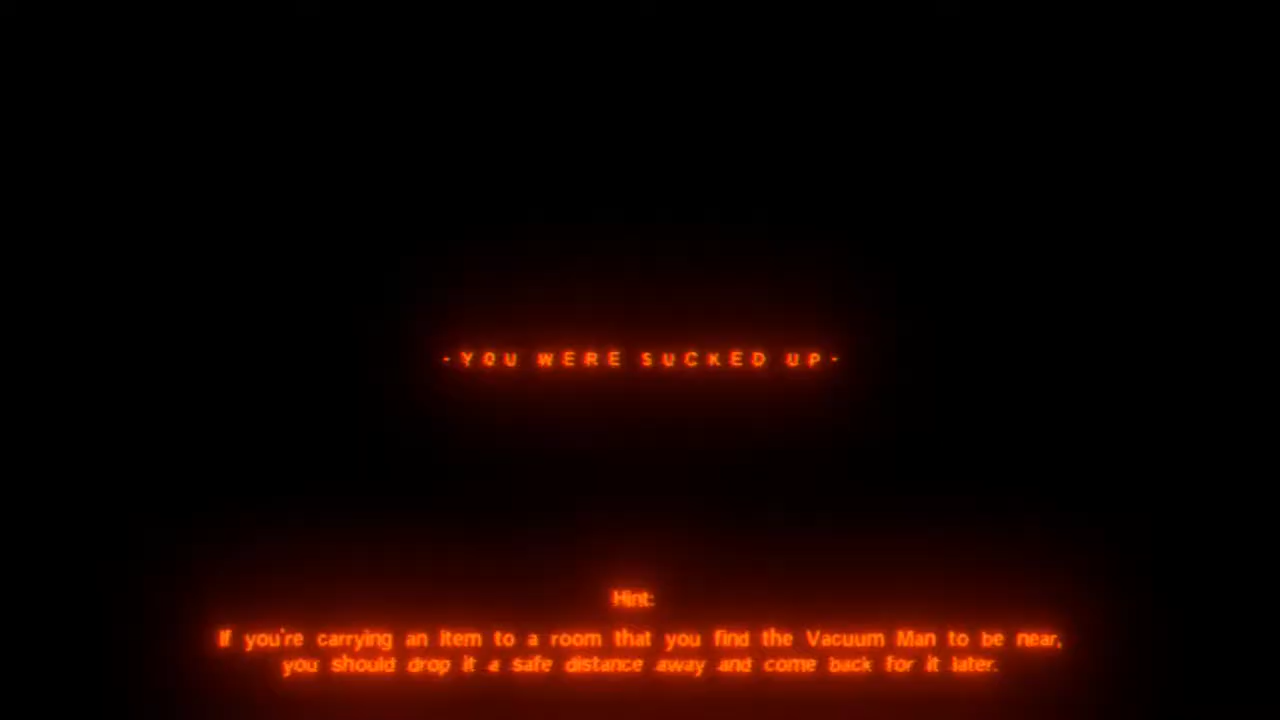 -YOU WERE SUCKED UP-
Hint:
If you're carrying an item to a room that you find the Vacuum Man to be near,
you should drop it a safe distance away and come back for it later.